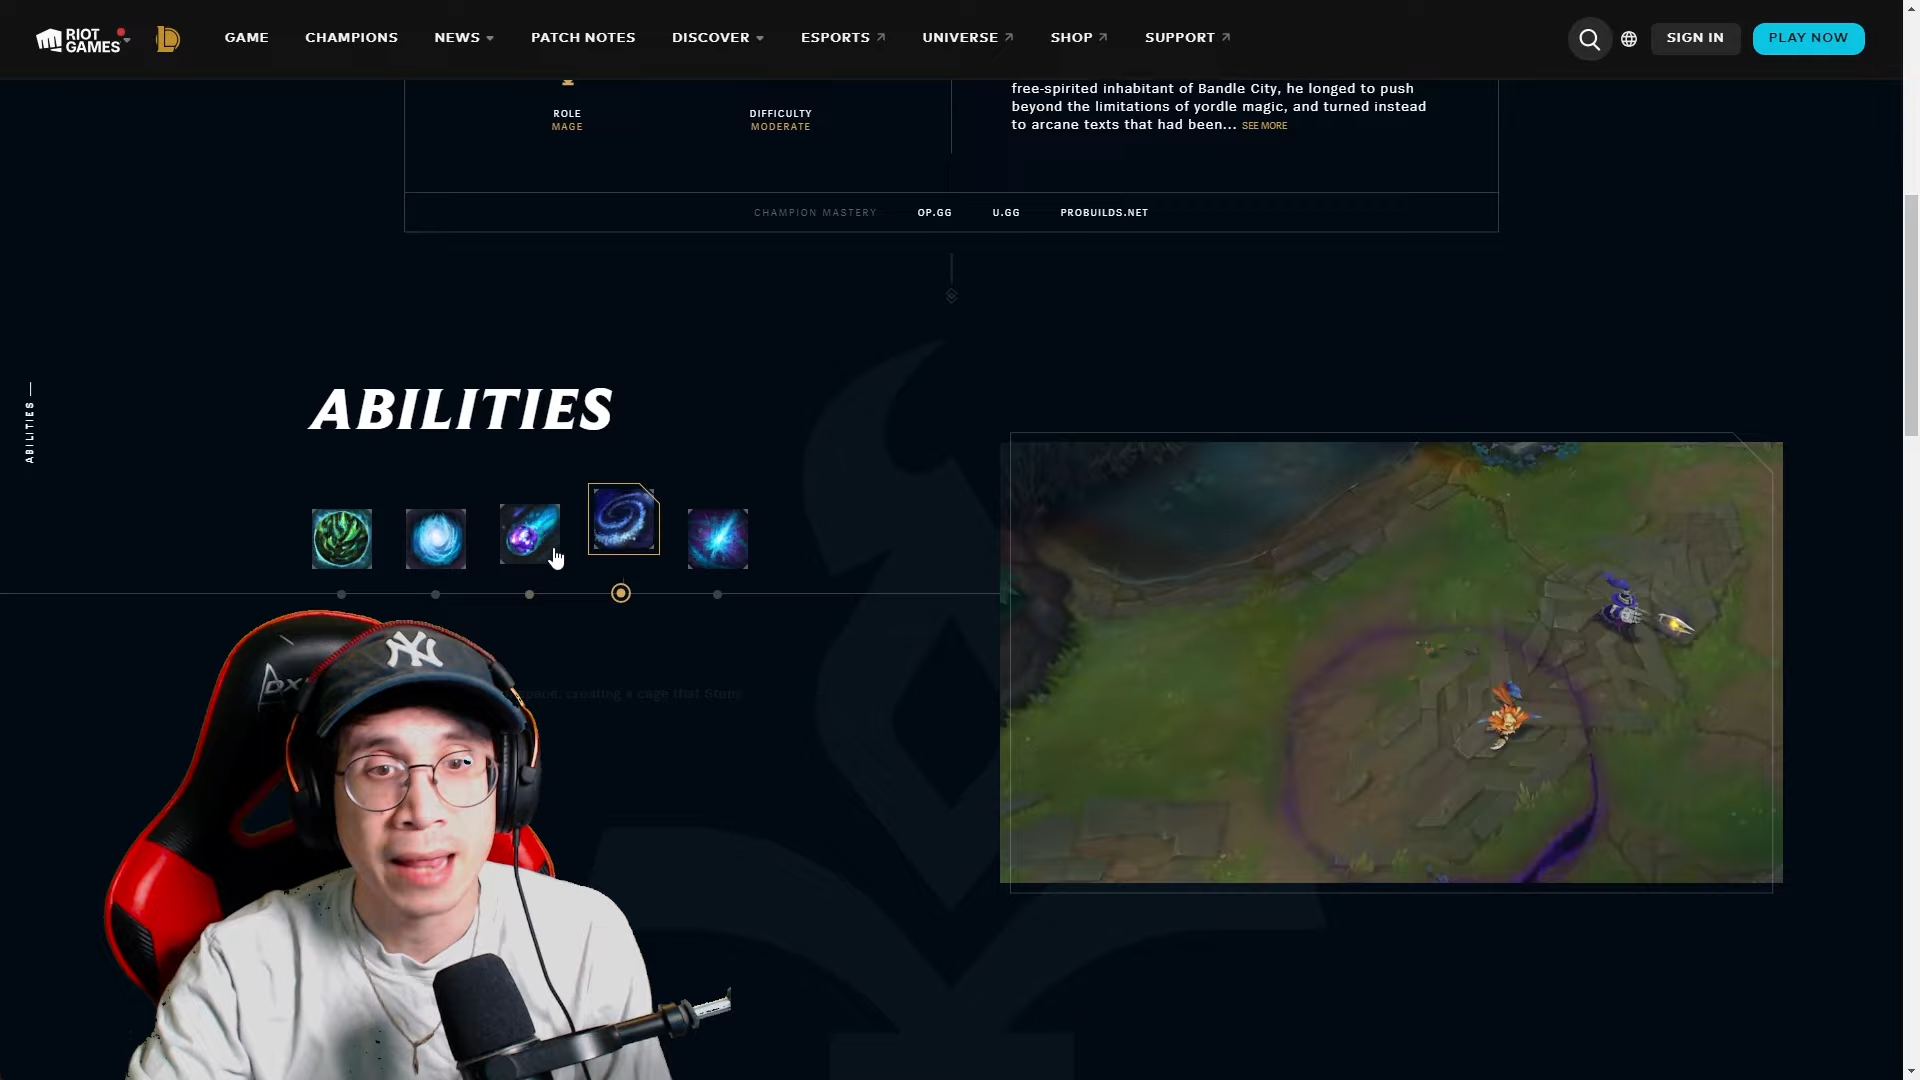 RIOT GAMES
GAME
CHAMPIONS
NEWS
PATCH NOTES
DISCOVER
ESPORTS
UNIVERSE
SHOP
SUPPORT
SIGN IN
PLAY NOW
ROLE
MAGE
DIFFICULTY
MODERATE
free-spirited inhabitant of Bandle City, he longed to push
beyond the limitations of yordle magic, and turned instead
to arcane texts that had been... SEE MORE
CHAMPION MASTERY
OP.GG
U.GG
PROBUILDS.NET
ABILITIES
ABILITIES
space, creating a cage that Stuns
NY